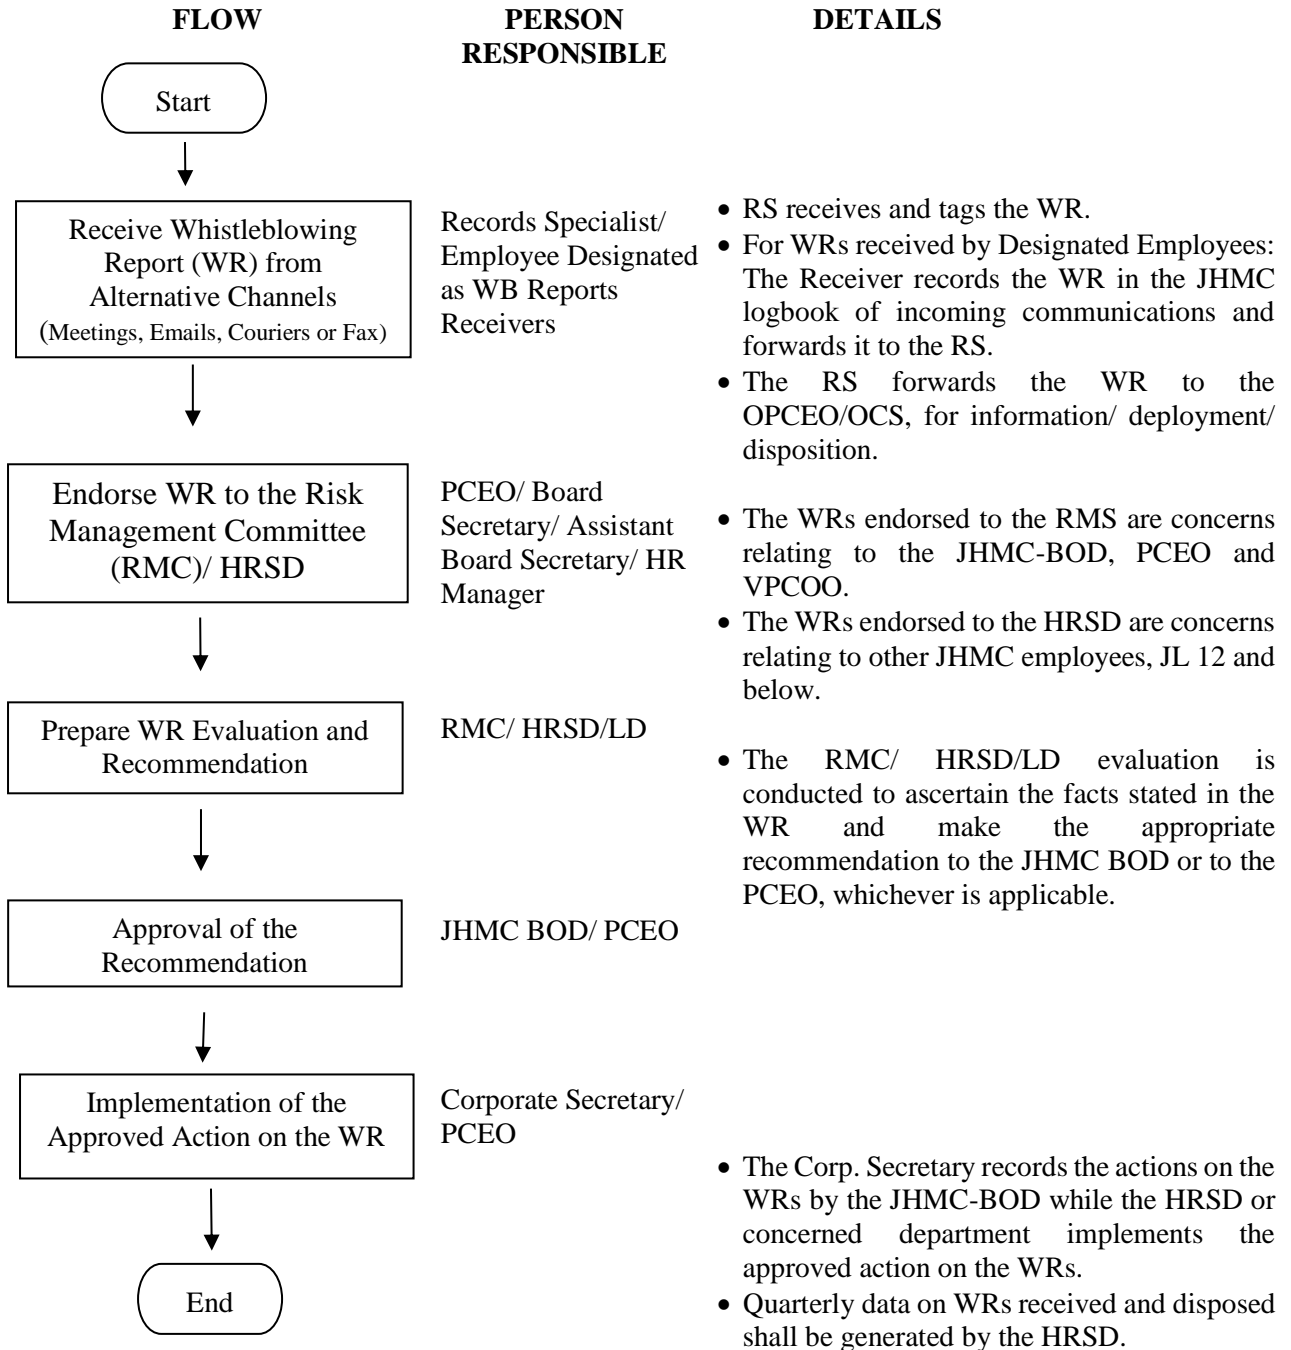 FLOW
PERSON
RESPONSIBLE
DETAILS
Start
Receive Whistleblowing
Report (WR) from
Alternative Channels
(Meetings, Emails, Couriers or Fax)
Records Specialist/
Employee Designated
as WB Reports
Receivers
• RS receives and tags the WR.
• For WRs received by Designated Employees:
The Receiver records the WR in the JHMC
logbook of incoming communications and
forwards it to the RS.
• The RS forwards the WR to the
OPCEO/OCS, for information/ deployment/
disposition.
Endorse WR to the Risk
Management Committee
(RMC)/ HRSD
PCEO/ Board
Secretary/ Assistant
Board Secretary/ HR
Manager
• The WRs endorsed to the RMS are concerns
relating to the JHMC-BOD, PCEO and
VPCOO.
• The WRs endorsed to the HRSD are concerns
relating to other JHMC employees, JL 12 and
below.
Prepare WR Evaluation and
Recommendation
RMC/ HRSD/LD
• The RMC/ HRSD/LD evaluation is
conducted to ascertain the facts stated in the
WR and make the appropriate
recommendation to the JHMC BOD or to the
PCEO, whichever is applicable.
Approval of the
Recommendation
JHMC BOD/ PCEO
Implementation of the
Approved Action on the WR
Corporate Secretary/
PCEO
• The Corp. Secretary records the actions on the
WRs by the JHMC-BOD while the HRSD or
concerned department implements the
approved action on the WRs.
• Quarterly data on WRs received and disposed
shall be generated by the HRSD.
End